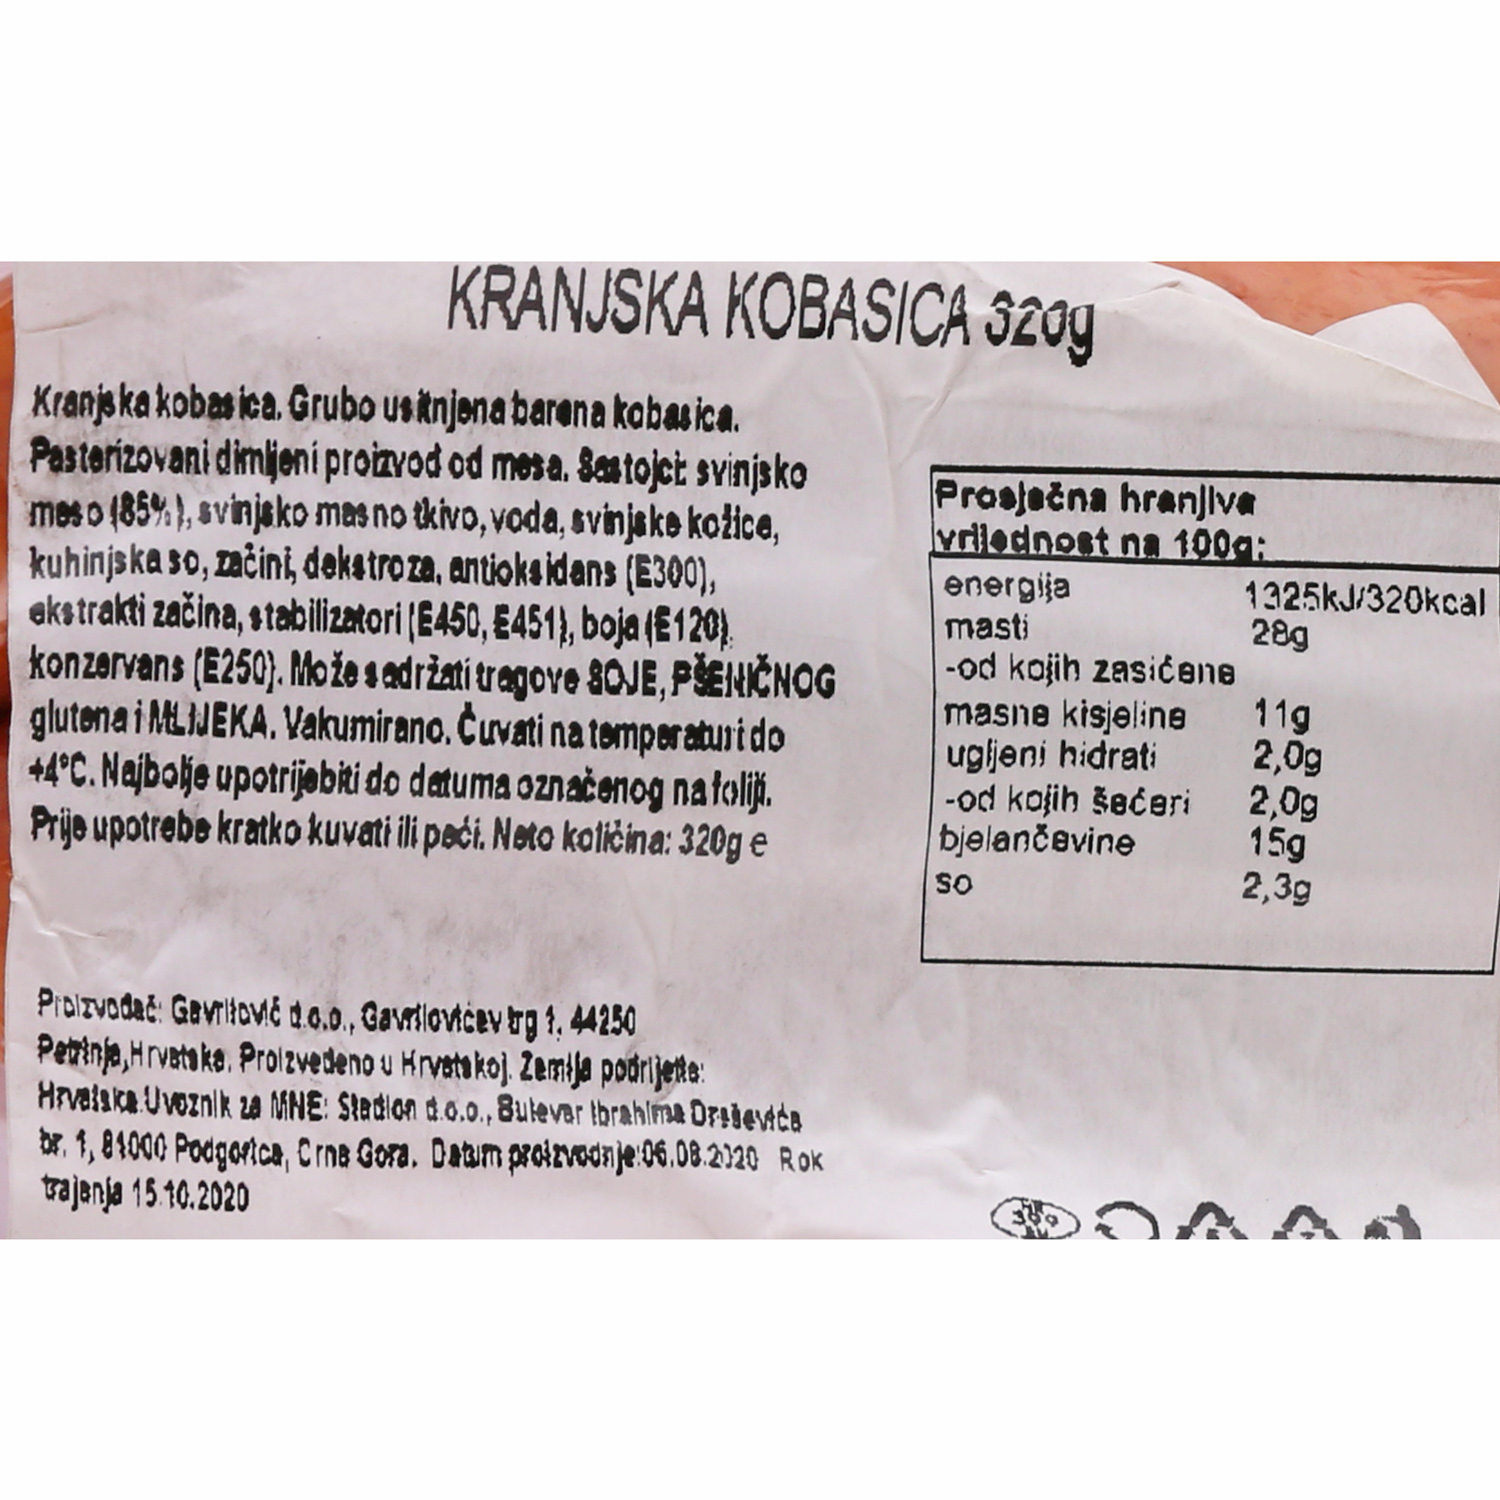 KRANJSKA KOBASICA 320g
Kranjska kobasica. Grubo usitnjena barena kobasica.
Pasterizovani dimljeni proizvod od mesa. Sastojci: svinjsko
meso (85%), svinjsko masno tkivo, voda, svinjske kožice,
kuhinjska so, začini, dekstroza, antioksidans (E300),
ekstrakti začina, stabilizatori (E450, E451), boja (E120)
konzervans (E250). Može sadržati tragove SOJE, PŠENIČNOG
glutena i MLIJEKA. Vakumirano. Čuvati na temperaturi do
+4°C. Najbolje upotrijebiti do datuma označenog na foliji.
Prije upotrebe kratko kuvati ili peći. Neto količina: 320g e
Prosječna hranjiva
vrijednost na 100g:
energija 1325kJ/320kcal
masti 28g
-od kojih zasićene
masne kisjeline 11g
ugljeni hidrati 2,0g
-od kojih šećeri 2,0g
bjelančevine 15g
so 2,3g
Proizvođač: Gavrilović d.o.o., Gavrilovićev trg 1, 44250
Petrinja, Hrvatska. Proizvedeno u Hrvatskoj. Zemlja podrijetla:
Hrvatska.Uvoznik za MNE: Stadion d.o.o., Bulevar Ibrahima Dreševića
br. 1, 81000 Podgorica, Crna Gora. Datum proizvodnje:06.08.2020 Rok
trajanja 15.10.2020
HR